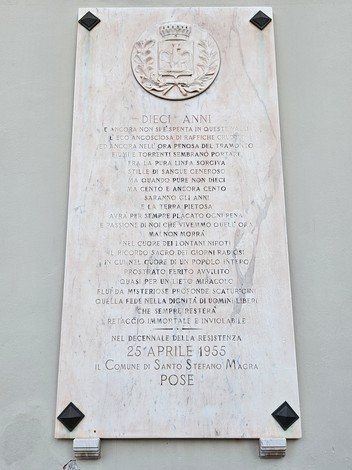 DIECI ANNI
E ANCORA NON SI È SPENTA IN QUESTE
L'ECO ANGOSCIOSA DI RAFFICHE
ED ANCORA NELL'ORA PENOSA DEL TRAMONTO
FIUMI E TORRENTI SEMBRANO PORTARE
FRA LA PURA LINFA SORGIVA
STILLE DI SANGUE GENEROSO
MA QUANDO PURE NON DIECI
MA CENTO E ANCORA CENTO
SARANNO GLI ANNI
E LA TERRA PIETOSA
AVRÀ PER SEMPRE PLACATO OGNI PENA
E PASSIONE DI NOI CHE VIVEMMO QUELL'ORA
MAI NON MORRÀ
NEL CUORE DEI LONTANI NIPOTI
IL RICORDO SACRO DEI GIORNI RADIOSI
IN CUI NEL CUORE DI UN POPOLO INTERO
PROSTRATO FERITO AVVILITO
QUASI PER UN LIETO MIRACOLO
DA MISTERIOSE PROFONDE SCATURÌ
QUELLA FEDE NELLA DIGNITÀ DI UOMINI LIBERI
CHE SEMPRE RESTERÀ
RETAGGIO IMMORTALE E INVIOLABILE
NEL DECENNALE DELLA RESISTENZA
25 APRILE 1955
IL COMUNE DI SANTO STEFANO MAGRA
POSE